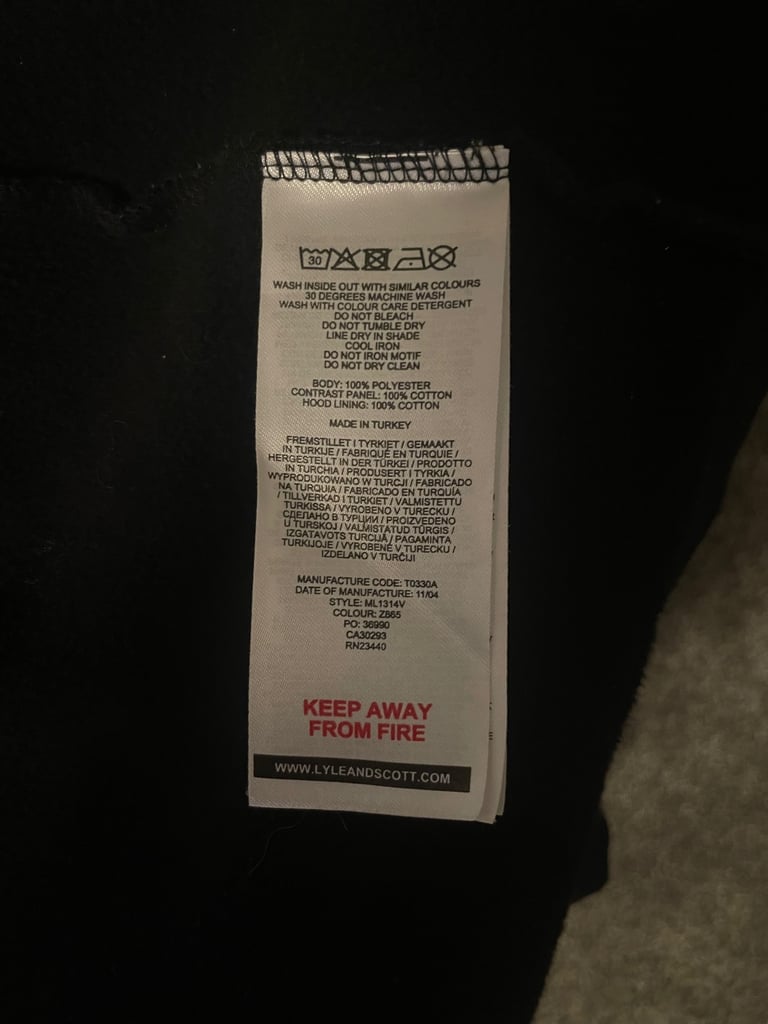 30
WASH INSIDE OUT WITH SIMILAR COLOURS
30 DEGREES MACHINE WASH
WASH WITH COLOUR CARE DETERGENT
DO NOT BLEACH
DO NOT TUMBLE DRY
LINE DRY IN SHADE
COOL IRON
DO NOT IRON MOTIF
DO NOT DRY CLEAN
BODY: 100% POLYESTER
CONTRAST PANEL: 100% COTTON
HOOD LINING: 100% COTTON
MADE IN TURKEY
FREMSTILLET I TYRKIET / GEMAAKT
IN TURKIJE / FABRIQUÉ EN TURQUIE /
HERGESTELLT IN DER TÜRKEI / PRODOTTO
IN TURCHIA / PRODUSERT I TYRKIA /
WYPRODUKOWANO W TURCJI / FABRICADO
NA TURQUIA / FABRICADO EN TURQUÍA
/ TILLVERKAD I TURKIET / VALMISTETTU
TURKISSA / VYROBENO V TURECKU /
СДЕЛАНО В ТУРЦИИ / PROIZVEDENO
U TURSKOJ / VALMISTATUD TÜRGIS /
IZGATAVOTS TURCIJĀ / PAGAMINTA
TURKIJOJE / VYROBENÉ V TURECKU /
IZDELANO V TURČIJI
MANUFACTURE CODE: T0330A
DATE OF MANUFACTURE: 11/04
STYLE: ML1314V
COLOUR: Z865
PO: 36990
CA30293
RN23440
KEEP AWAY
FROM FIRE
WWW.LYLEANDSCOTT.COM